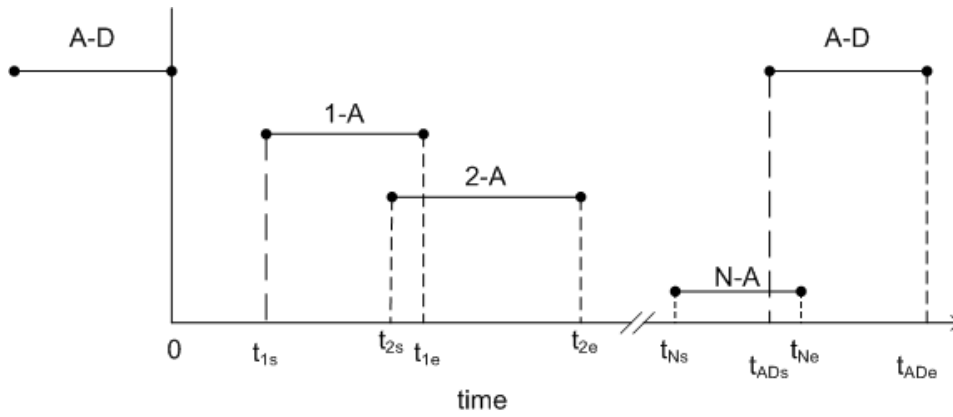 A-D
A-D
1-A
2-A
N-A
0
t1s
t2s
t1e
t2e
tNs
tADs
tNe
tADe
time